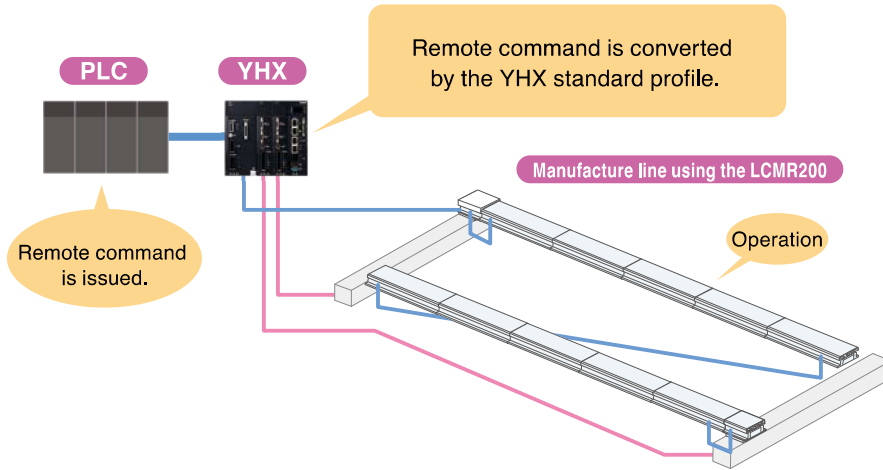 PLC
YHX
Remote command is converted
by the YHX standard profile.
Manufacture line using the LCMR200
Remote command
is issued.
Operation